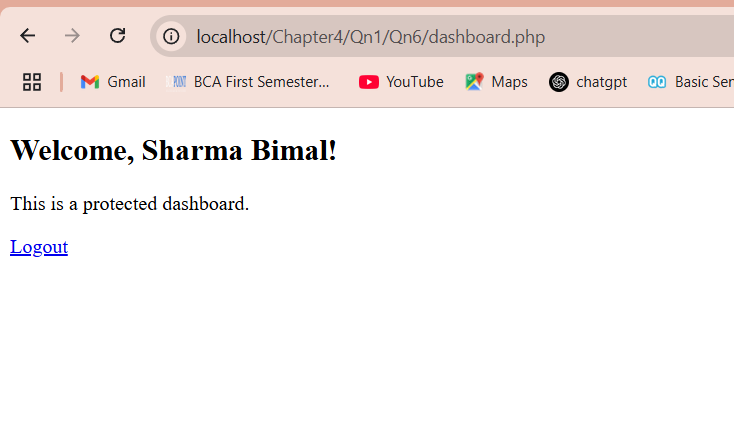 localhost/Chapter4/Qn1/Qn6/dashboard.php
Gmail POINT BCA First Semester... YouTube Maps chatgpt Basic Ser
Welcome, Sharma Bimal!
This is a protected dashboard.
Logout